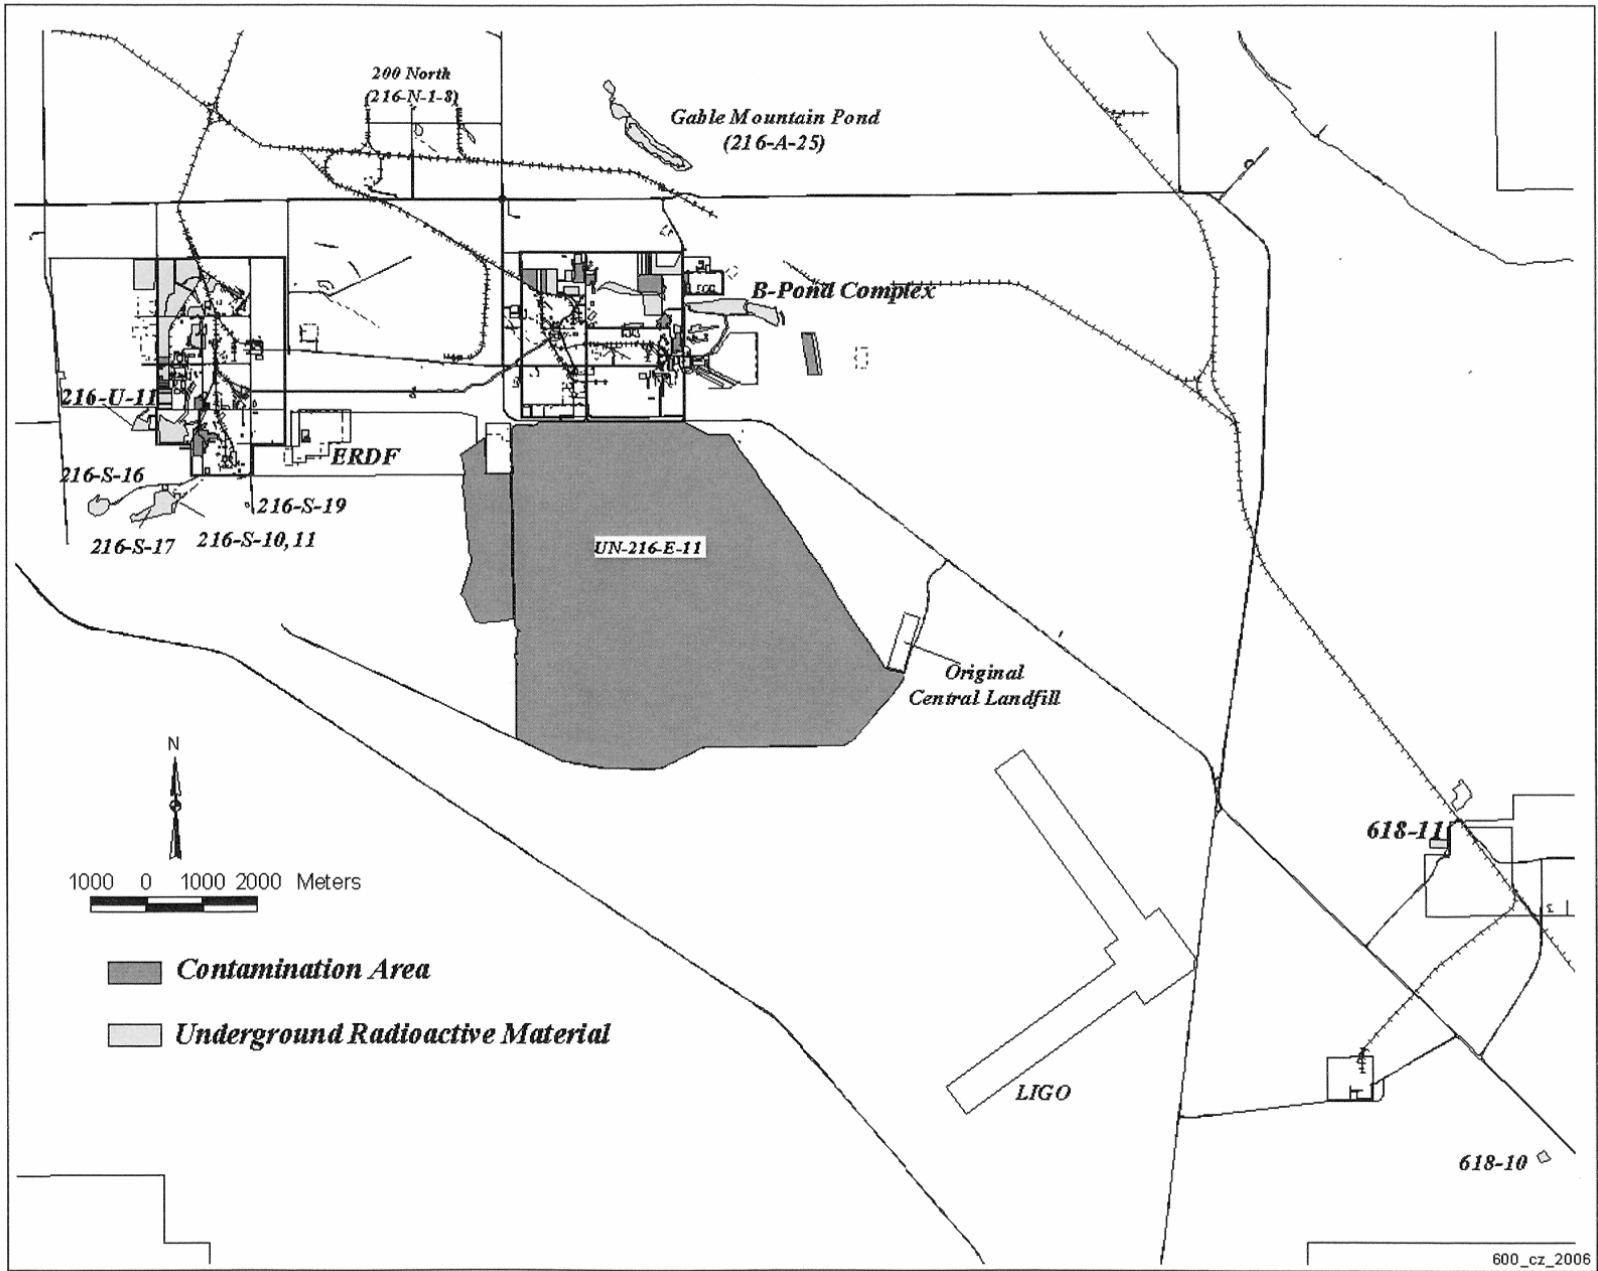 200 North
(216-N-1-8)
Gable Mountain Pond
(216-A-25)
B-Pond Complex
216-U-11
ERDF
216-S-16
216-S-19
216-S-17
216-S-10,11
UN-216-E-11
Original
Central Landfill
N
1000 0 1000 2000 Meters
618-11
Contamination Area
Underground Radioactive Material
LIGO
618-10
600_cz_2006